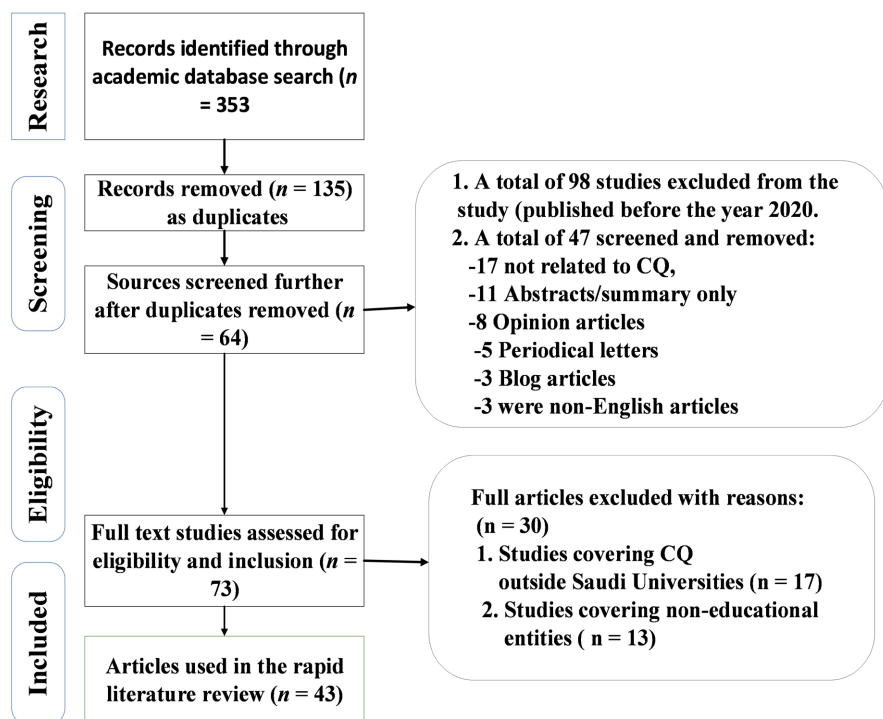 Research
Records identified through
academic database search (n
= 353
Screening
Records removed (n = 135)
as duplicates
Sources screened further
after duplicates removed (n
= 64)
1. A total of 98 studies excluded from the
study (published before the year 2020.
2. A total of 47 screened and removed:
-17 not related to CQ,
-11 Abstracts/summary only
-8 Opinion articles
-5 Periodical letters
-3 Blog articles
-3 were non-English articles
Eligibility
Full text studies assessed for
eligibility and inclusion (n =
73)
Full articles excluded with reasons:
(n = 30)
1. Studies covering CQ
outside Saudi Universities (n = 17)
2. Studies covering non-educational
entities ( n = 13)
Included
Articles used in the rapid
literature review (n = 43)